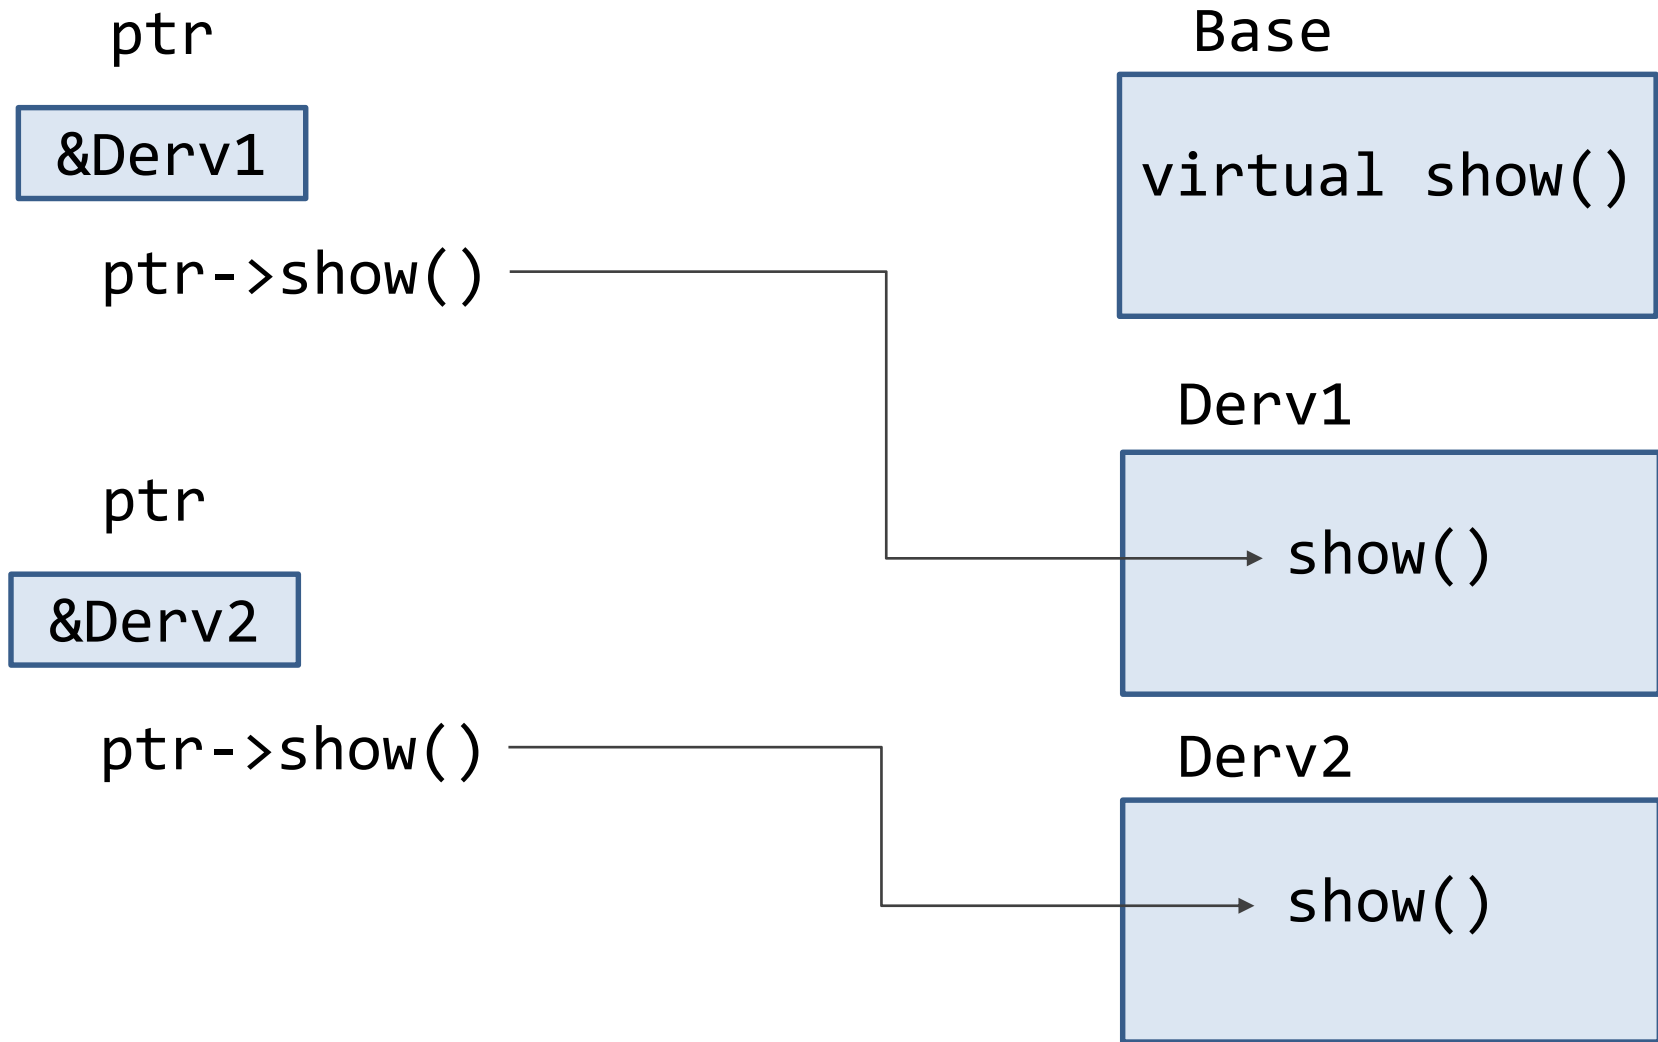 ptr
&Derv1
ptr->show()
ptr
&Derv2
ptr->show()
Base
virtual show()
Derv1
show()
Derv2
show()